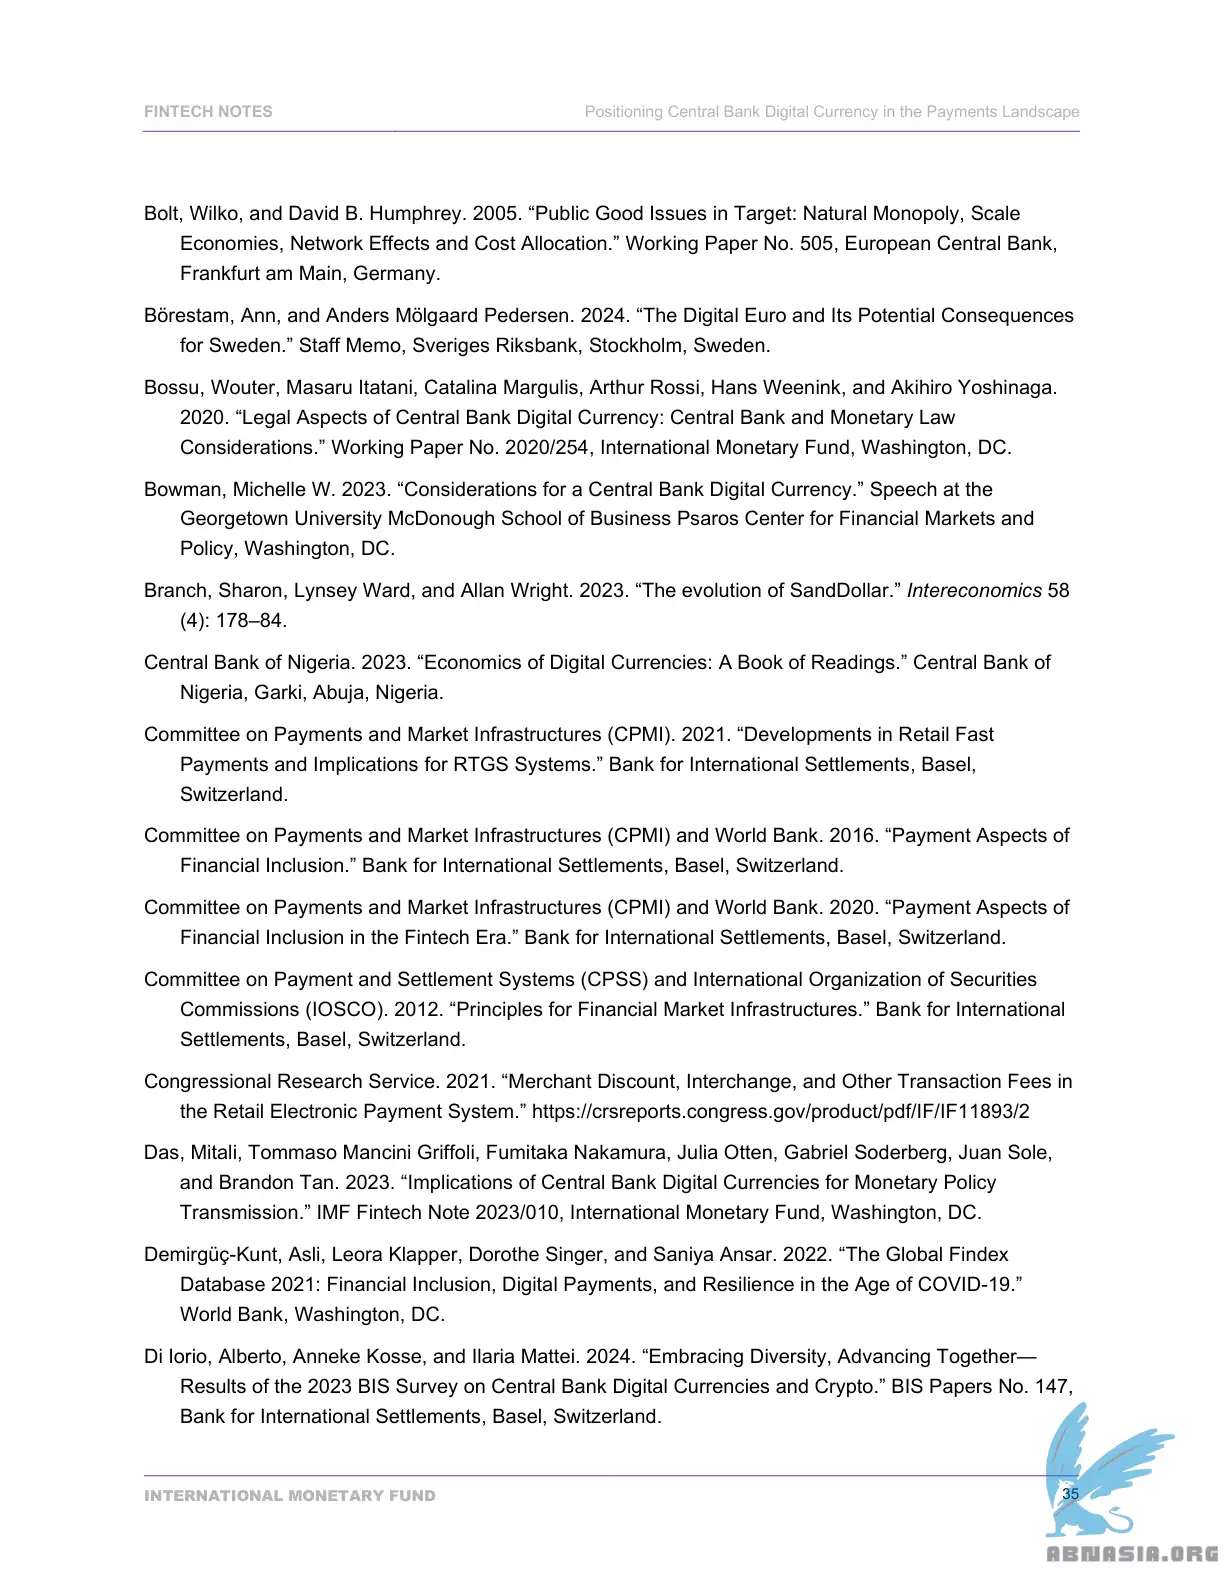 FINTECH NOTES Positioning Central Bank Digital Currency in the Payments Landscape
Bolt, Wilko, and David B. Humphrey. 2005. “Public Good Issues in Target: Natural Monopoly, Scale
Economies, Network Effects and Cost Allocation.” Working Paper No. 505, European Central Bank,
Frankfurt am Main, Germany.
Börestam, Ann, and Anders Mölgaard Pedersen. 2024. “The Digital Euro and Its Potential Consequences
for Sweden.” Staff Memo, Sveriges Riksbank, Stockholm, Sweden.
Bossu, Wouter, Masaru Itatani, Catalina Margulis, Arthur Rossi, Hans Weenink, and Akihiro Yoshinaga.
2020. “Legal Aspects of Central Bank Digital Currency: Central Bank and Monetary Law
Considerations.” Working Paper No. 2020/254, International Monetary Fund, Washington, DC.
Bowman, Michelle W. 2023. “Considerations for a Central Bank Digital Currency.” Speech at the
Georgetown University McDonough School of Business Psaros Center for Financial Markets and
Policy, Washington, DC.
Branch, Sharon, Lynsey Ward, and Allan Wright. 2023. “The evolution of SandDollar.” Intereconomics 58
(4): 178–84.
Central Bank of Nigeria. 2023. “Economics of Digital Currencies: A Book of Readings.” Central Bank of
Nigeria, Garki, Abuja, Nigeria.
Committee on Payments and Market Infrastructures (CPMI). 2021. “Developments in Retail Fast
Payments and Implications for RTGS Systems.” Bank for International Settlements, Basel,
Switzerland.
Committee on Payments and Market Infrastructures (CPMI) and World Bank. 2016. “Payment Aspects of
Financial Inclusion.” Bank for International Settlements, Basel, Switzerland.
Committee on Payments and Market Infrastructures (CPMI) and World Bank. 2020. “Payment Aspects of
Financial Inclusion in the Fintech Era.” Bank for International Settlements, Basel, Switzerland.
Committee on Payment and Settlement Systems (CPSS) and International Organization of Securities
Commissions (IOSCO). 2012. “Principles for Financial Market Infrastructures.” Bank for International
Settlements, Basel, Switzerland.
Congressional Research Service. 2021. “Merchant Discount, Interchange, and Other Transaction Fees in
the Retail Electronic Payment System.” https://crsreports.congress.gov/product/pdf/IF/IF11893/2
Das, Mitali, Tommaso Mancini Griffoli, Fumitaka Nakamura, Julia Otten, Gabriel Soderberg, Juan Sole,
and Brandon Tan. 2023. “Implications of Central Bank Digital Currencies for Monetary Policy
Transmission.” IMF Fintech Note 2023/010, International Monetary Fund, Washington, DC.
Demirgüç-Kunt, Asli, Leora Klapper, Dorothe Singer, and Saniya Ansar. 2022. “The Global Findex
Database 2021: Financial Inclusion, Digital Payments, and Resilience in the Age of COVID-19.”
World Bank, Washington, DC.
Di Iorio, Alberto, Anneke Kosse, and Ilaria Mattei. 2024. “Embracing Diversity, Advancing Together—
Results of the 2023 BIS Survey on Central Bank Digital Currencies and Crypto.” BIS Papers No. 147,
Bank for International Settlements, Basel, Switzerland.
INTERNATIONAL MONETARY FUND 35
ABNASIA.ORG